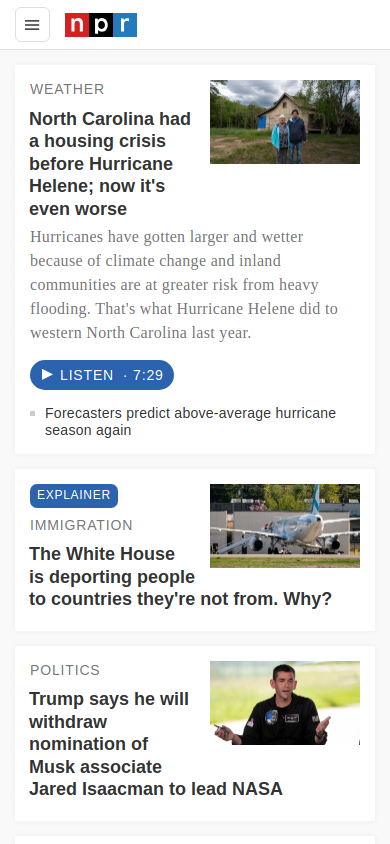 npr
WEATHER
North Carolina had
a housing crisis
before Hurricane
Helene; now it's
even worse
Hurricanes have gotten larger and wetter
because of climate change and inland
communities are at greater risk from heavy
flooding. That's what Hurricane Helene did to
western North Carolina last year.
LISTEN · 7:29
Forecasters predict above-average hurricane
season again
EXPLAINER
IMMIGRATION
The White House
is deporting people
to countries they're not from. Why?
POLITICS
Trump says he will
withdraw
nomination of
Musk associate
Jared Isaacman to lead NASA